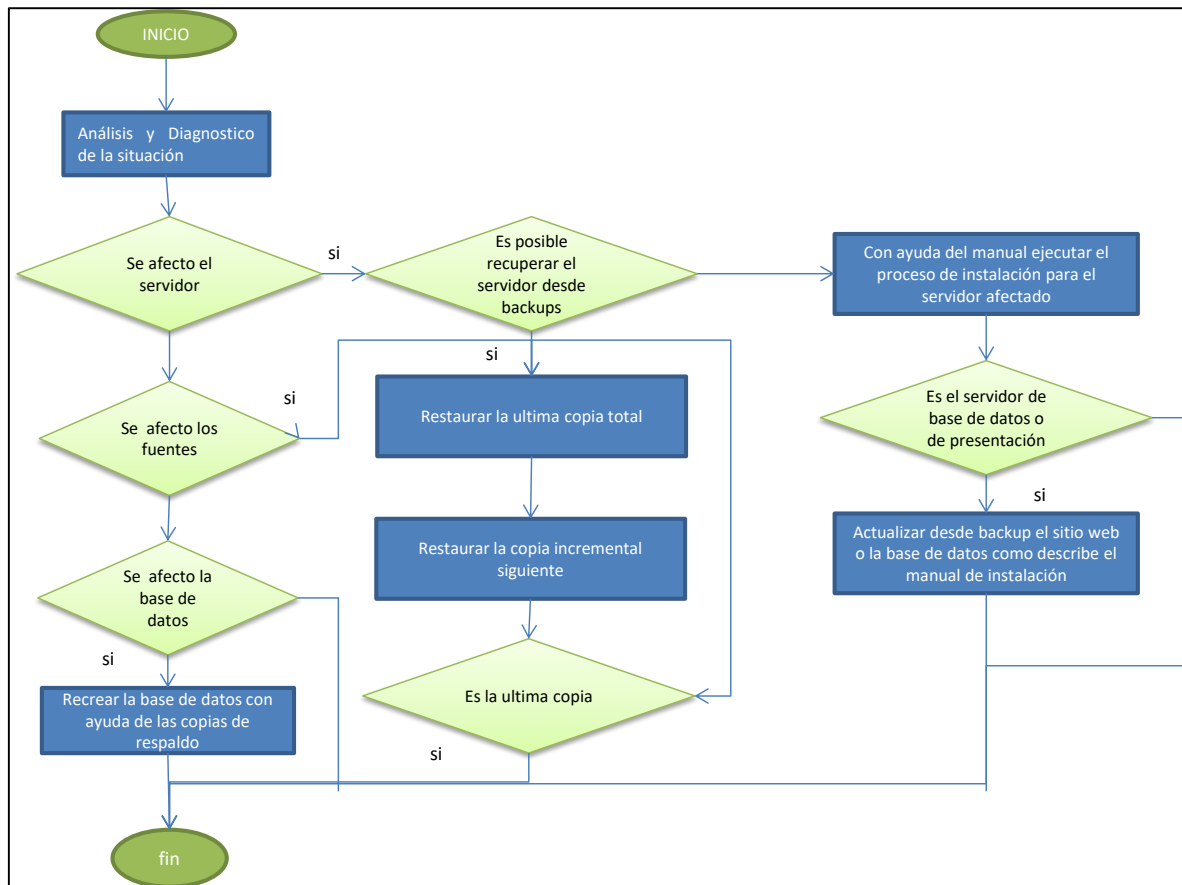 INICIO
Análisis y Diagnostico
de la situación
Se afecto el
servidor
si
Es posible
recuperar el
servidor desde
backups
Con ayuda del manual ejecutar el
proceso de instalación para el
servidor afectado
si
Se afecto los
fuentes
si
Restaurar la ultima copia total
Es el servidor de
base de datos o
de presentación
si
Restaurar la copia incremental
siguiente
Actualizar desde backup el sitio web
o la base de datos como describe el
manual de instalación
Se afecto la
base de
datos
si
Es la ultima copia
Recrear la base de datos con
ayuda de las copias de
respaldo
si
fin